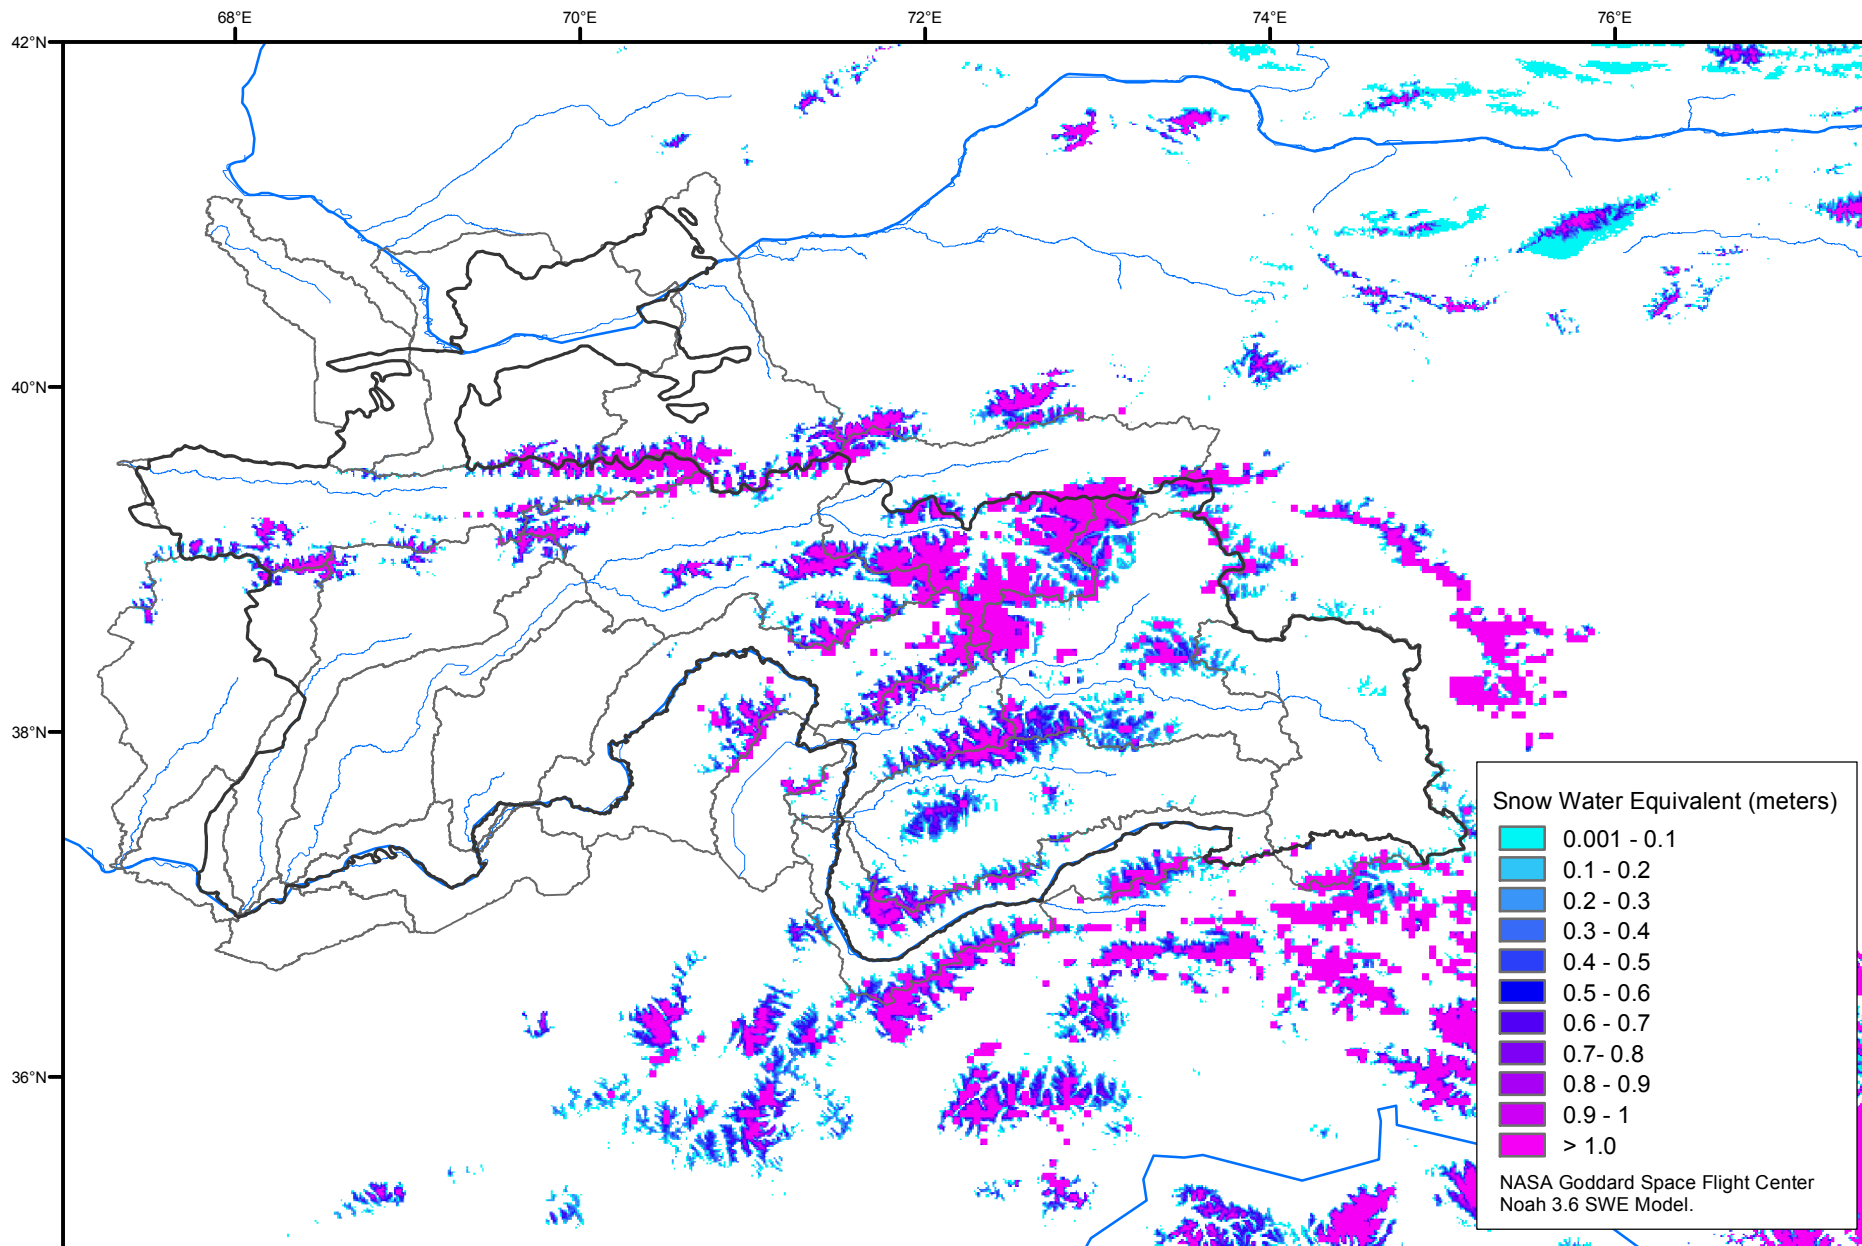 68°E
70°E
72°E
74°E
76°E
42°N
40°N
38°N
36°N
Snow Water Equivalent (meters)
0.001 - 0.1
0.1 - 0.2
0.2 - 0.3
0.3 - 0.4
0.4 - 0.5
0.5 - 0.6
0.6 - 0.7
0.7- 0.8
0.8 - 0.9
0.9 - 1
> 1.0
NASA Goddard Space Flight Center
Noah 3.6 SWE Model.